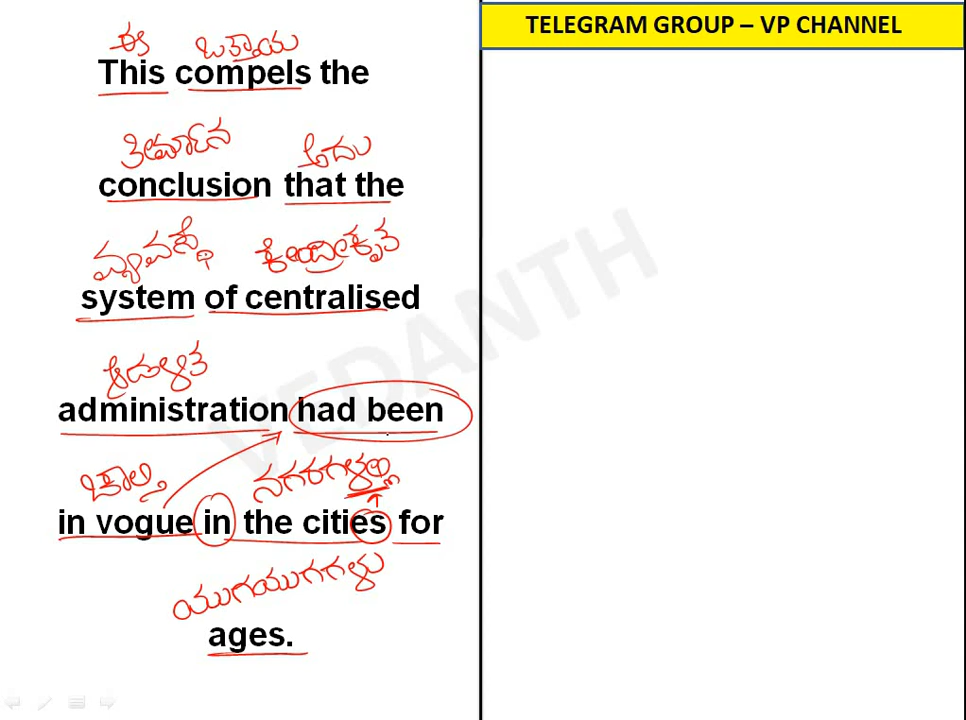 TELEGRAM GROUP – VP CHANNEL
ಈ ಒತ್ತಾಯ
This compels the
ತೀರ್ಮಾನ ಅದು
conclusion that the
ವ್ಯವಸ್ಥೆ ಕೇಂದ್ರೀಕೃತ
system of centralised
ಆಡಳಿತ
administration had been
ಚಾಲ್ತಿ ನಗರಗಳಲ್ಲಿ
in vogue in the cities for
ಯುಗಯುಗಗಳು
ages.
VEDANTH